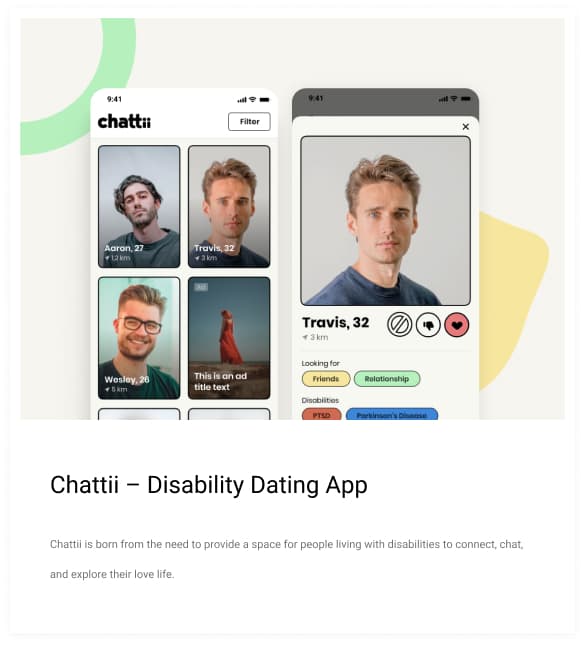 9:41
chattii
Filter
Aaron, 27
1,2 km
Travis, 32
3 km
Wesley, 26
5 km
AD
This is an ad
title text
9:41
Travis, 32
3 km
Looking for
Friends
Relationship
Disabilities
PTSD
Parkinson's Disease
Chattii – Disability Dating App
Chattii is born from the need to provide a space for people living with disabilities to connect, chat,
and explore their love life.